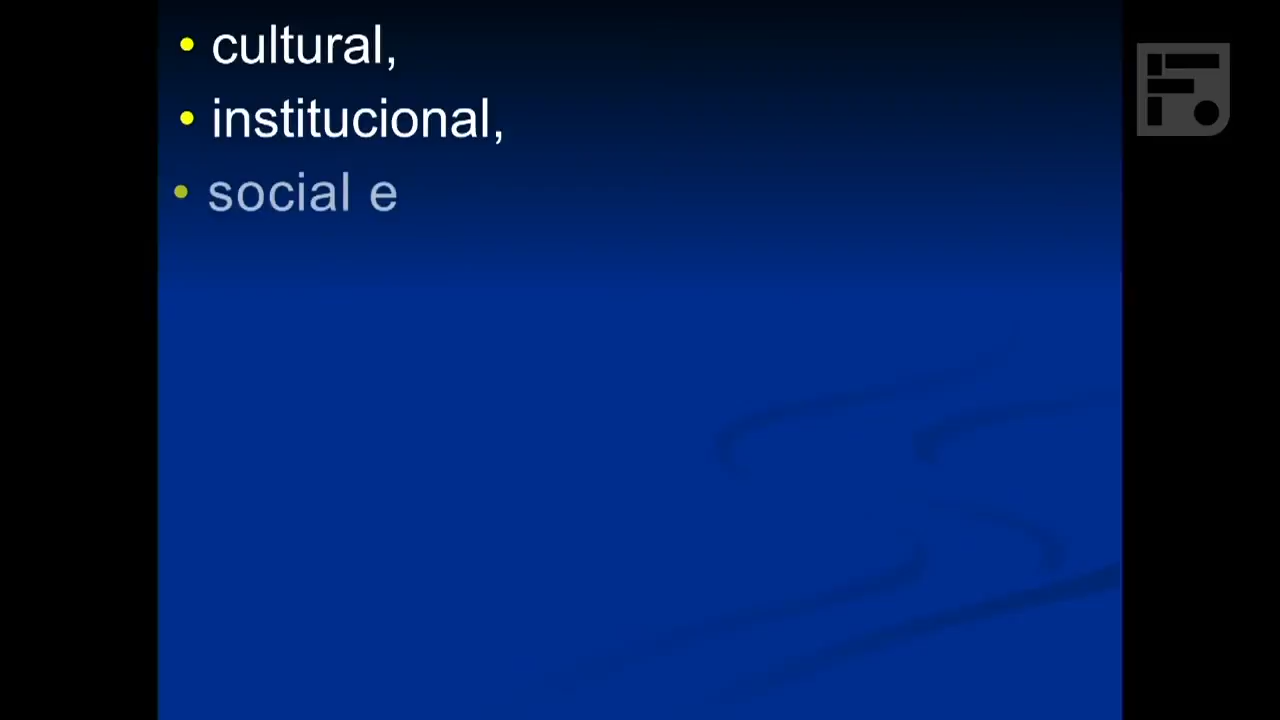 • cultural,
• institucional,
• social e